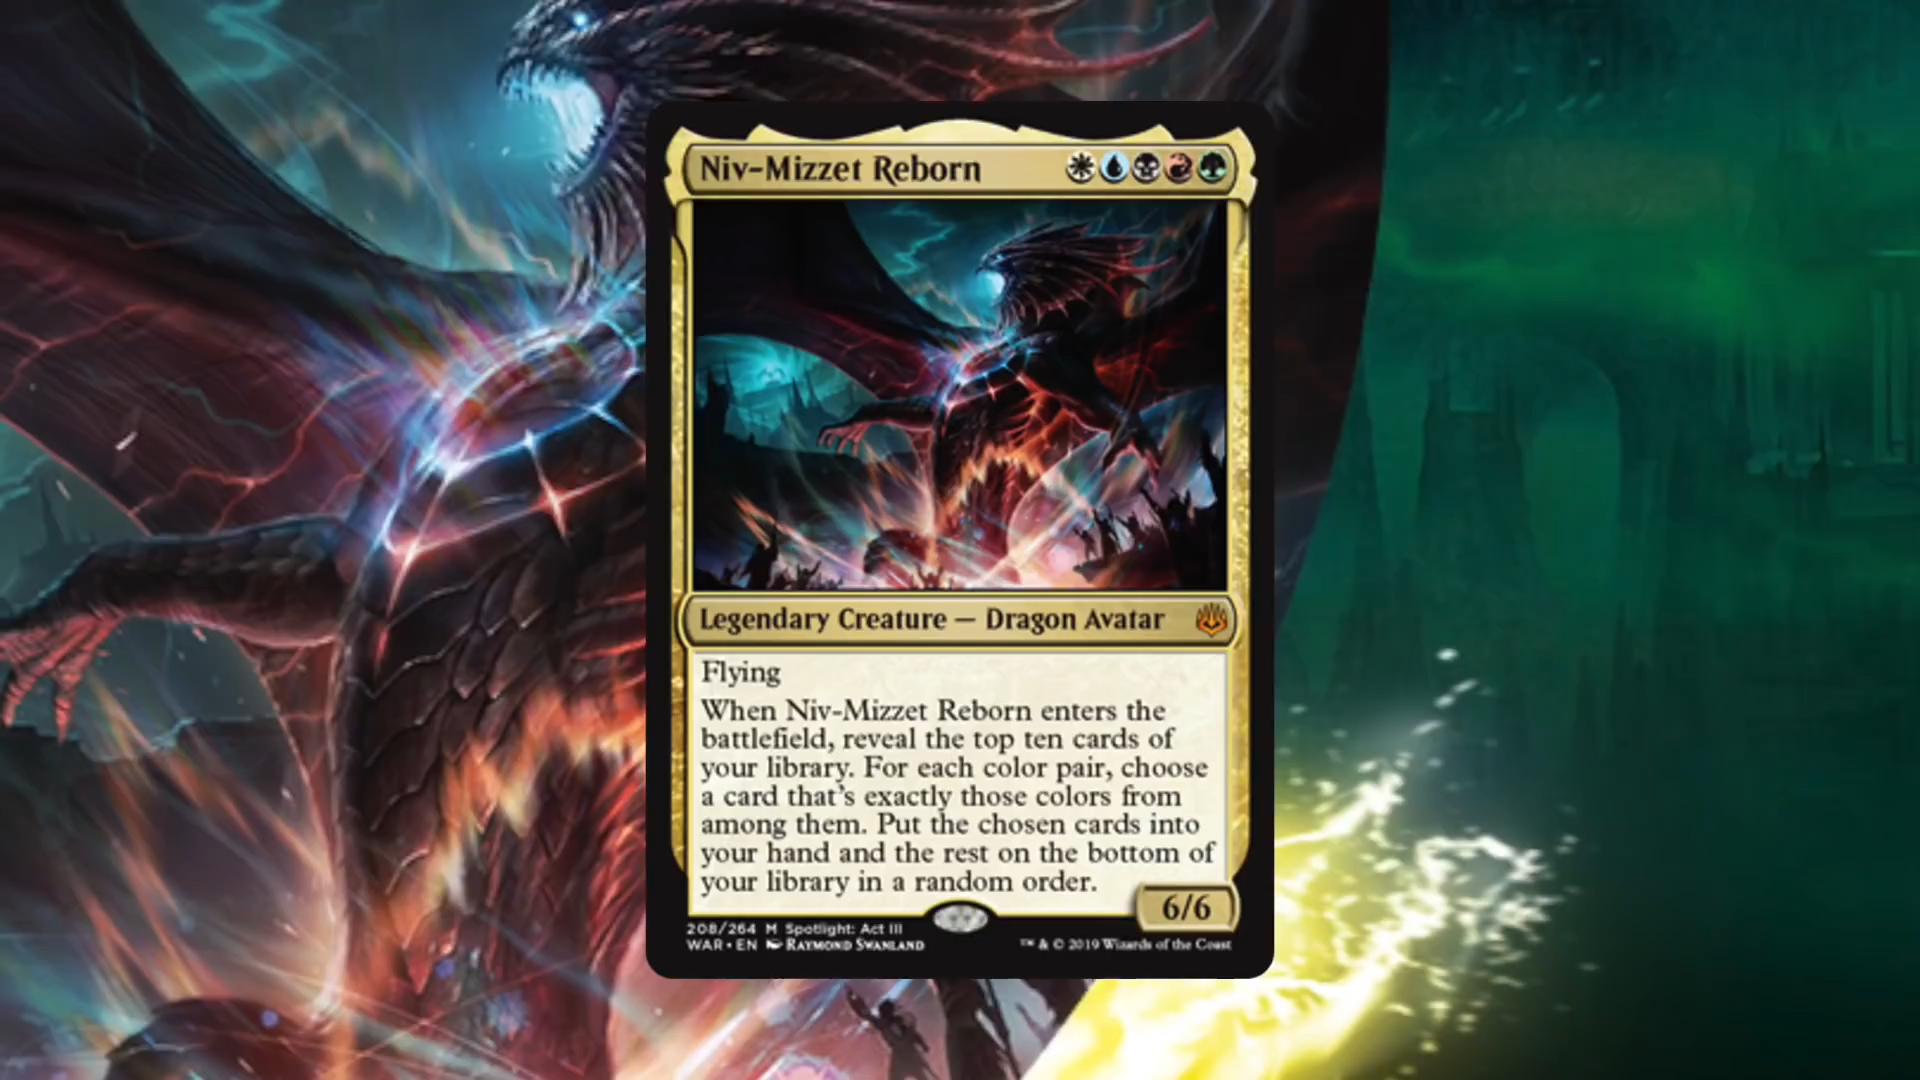 Niv-Mizzet Reborn
Legendary Creature — Dragon Avatar
Flying
When Niv-Mizzet Reborn enters the
battlefield, reveal the top ten cards of
your library. For each color pair, choose
a card that's exactly those colors from
among them. Put the chosen cards into
your hand and the rest on the bottom of
your library in a random order.
6/6
208/264 M Spotlight: Act III
WAR • EN Raymond Swanland
™ & © 2019 Wizards of the Coast